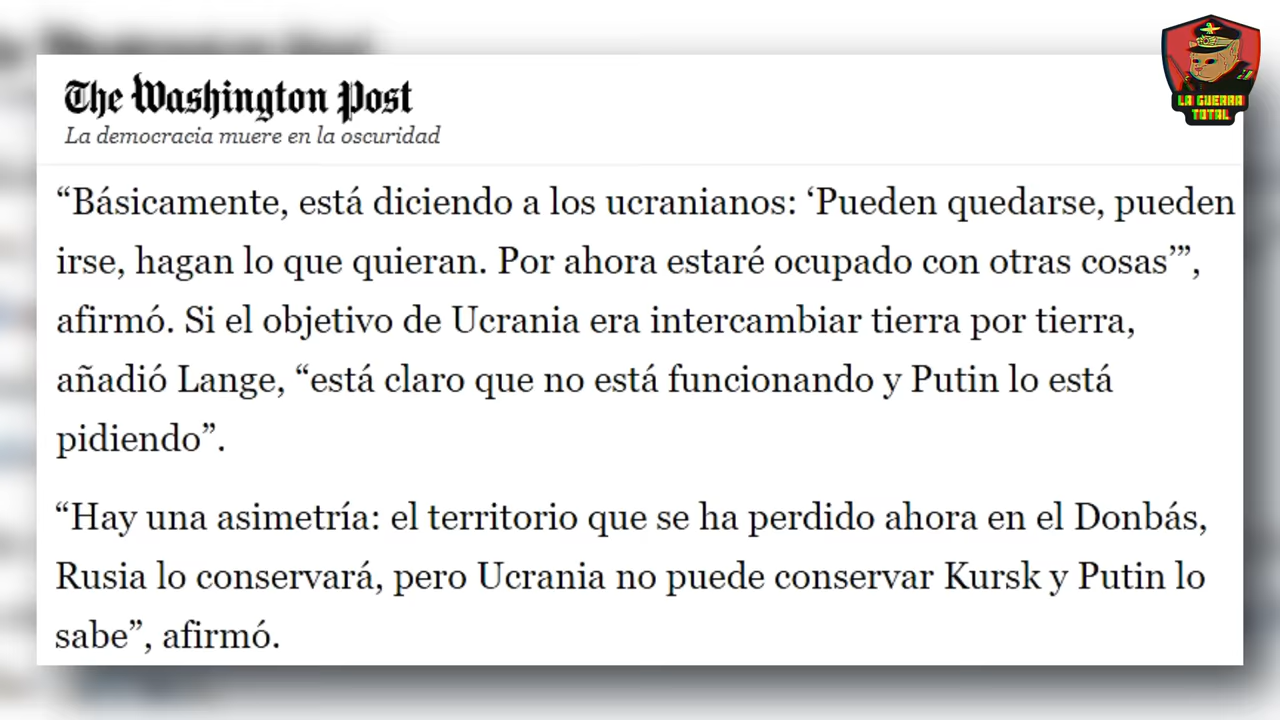 The Washington Post
La democracia muere en la oscuridad
LA GUERRA
TOTAL
“Básicamente, está diciendo a los ucranianos: ‘Pueden quedarse, pueden
irse, hagan lo que quieran. Por ahora estaré ocupado con otras cosas’”,
afirmó. Si el objetivo de Ucrania era intercambiar tierra por tierra,
añadió Lange, “está claro que no está funcionando y Putin lo está
pidiendo”.
“Hay una asimetría: el territorio que se ha perdido ahora en el Donbás,
Rusia lo conservará, pero Ucrania no puede conservar Kursk y Putin lo
sabe”, afirmó.